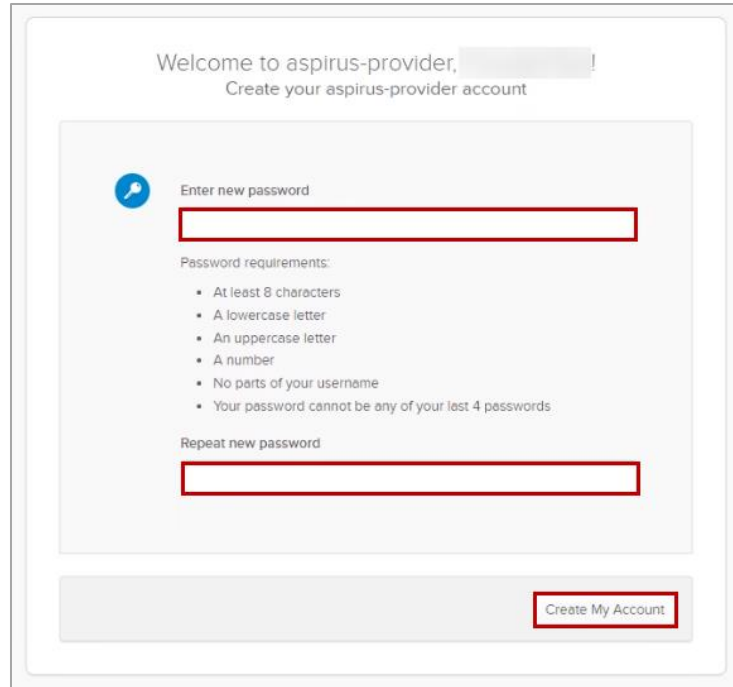 Welcome to aspirus-provider, !
Create your aspirus-provider account
Enter new password
Password requirements:
• At least 8 characters
• A lowercase letter
• An uppercase letter
• A number
• No parts of your username
• Your password cannot be any of your last 4 passwords
Repeat new password
Create My Account